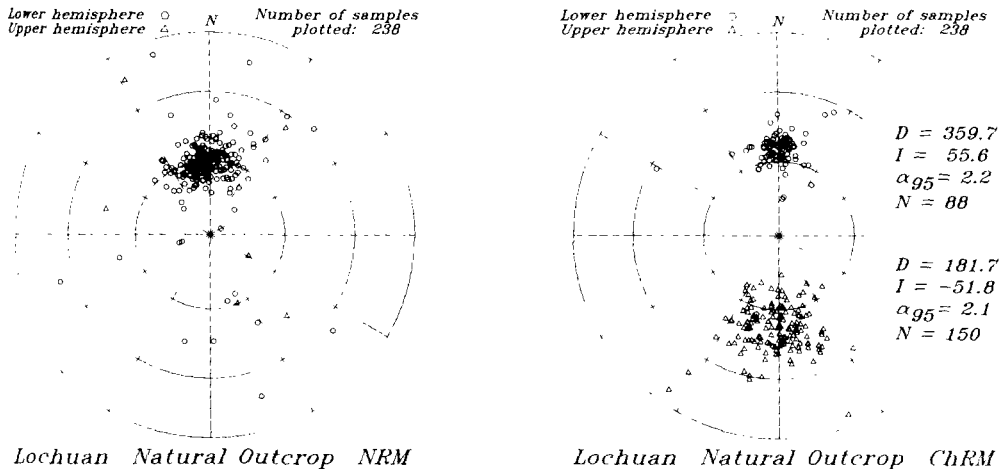 Lower hemisphere ○
Upper hemisphere △
N
Number of samples
plotted: 238
Lochuan Natural Outcrop NRM
Lower hemisphere ○
Upper hemisphere △
N
Number of samples
plotted: 238
D = 359.7
I = 55.6
α95 = 2.2
N = 88
D = 181.7
I = −51.8
α95 = 2.1
N = 150
Lochuan Natural Outcrop ChRM